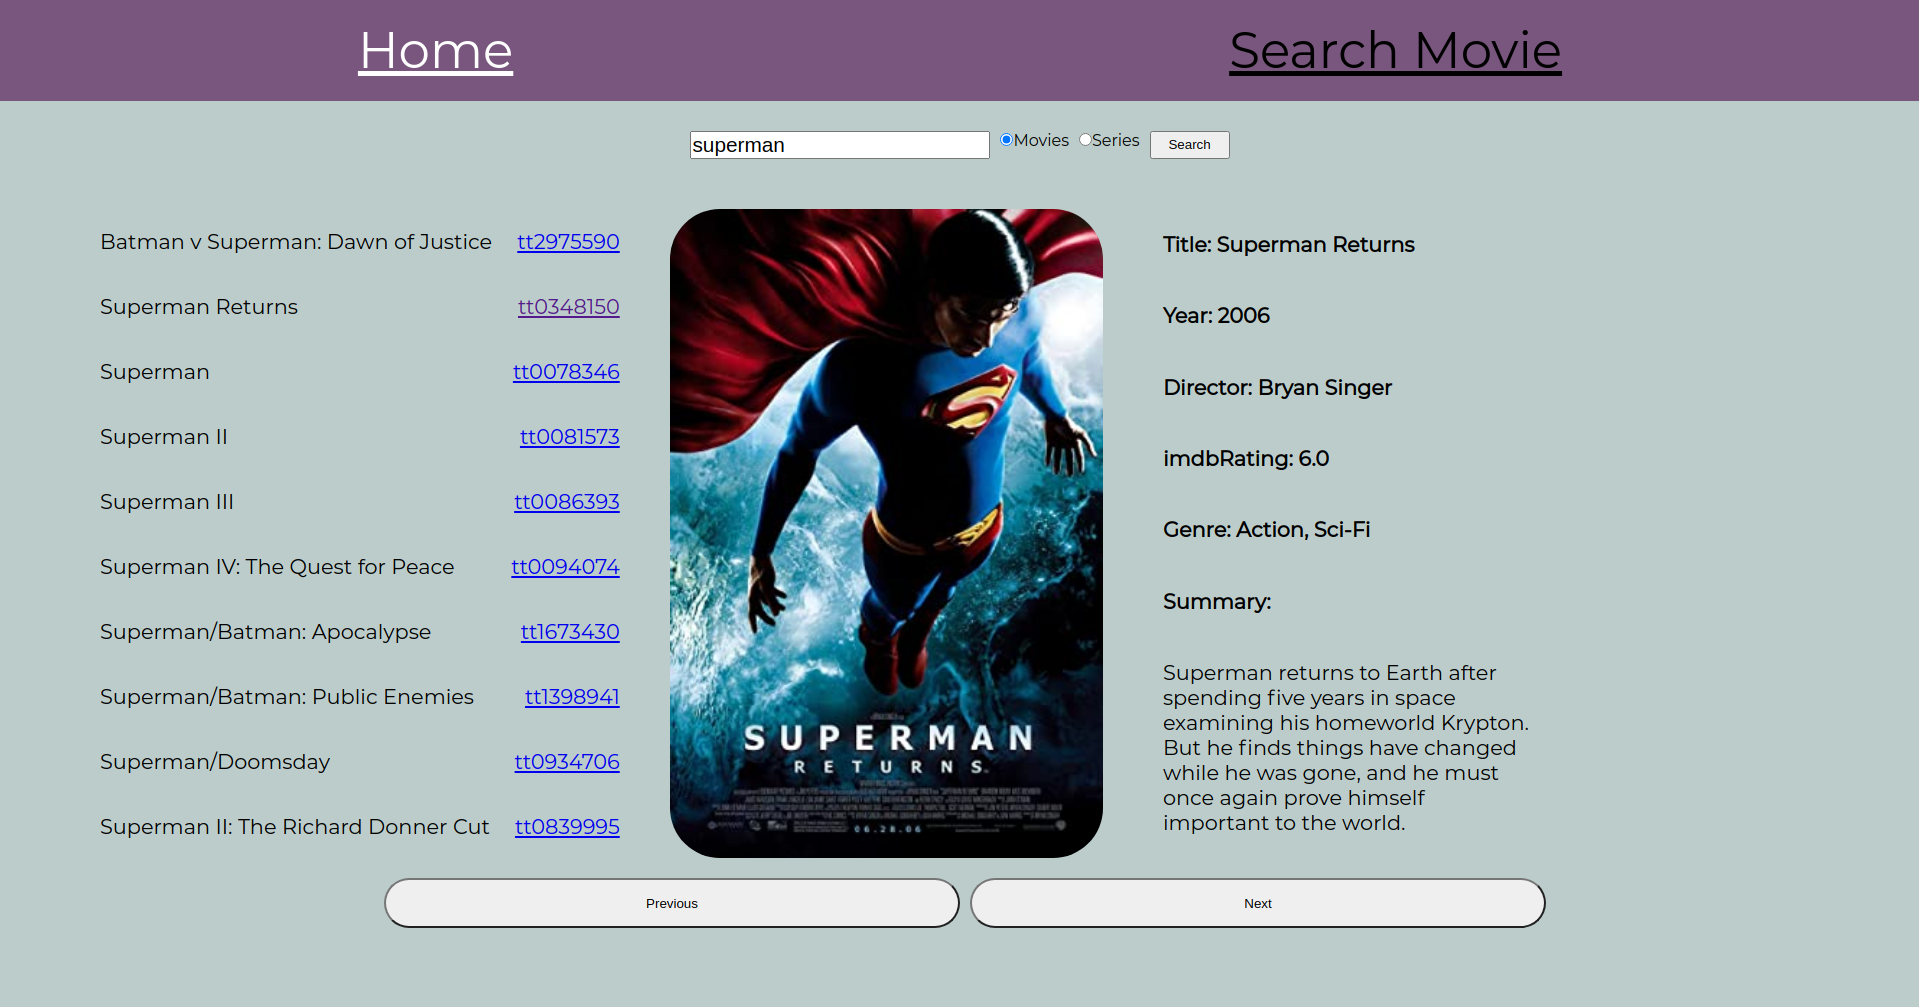 Home
Search Movie
superman
Movies
Series
Search
Batman v Superman: Dawn of Justice tt2975590
Superman Returns tt0348150
Superman tt0078346
Superman II tt0081573
Superman III tt0086393
Superman IV: The Quest for Peace tt0094074
Superman/Batman: Apocalypse tt1673430
Superman/Batman: Public Enemies tt1398941
Superman/Doomsday tt0934706
Superman II: The Richard Donner Cut tt0839995
SUPERMAN
RETURNS
06.28.06
Title: Superman Returns
Year: 2006
Director: Bryan Singer
imdbRating: 6.0
Genre: Action, Sci-Fi
Summary:
Superman returns to Earth after
spending five years in space
examining his homeworld Krypton.
But he finds things have changed
while he was gone, and he must
once again prove himself
important to the world.
Previous
Next